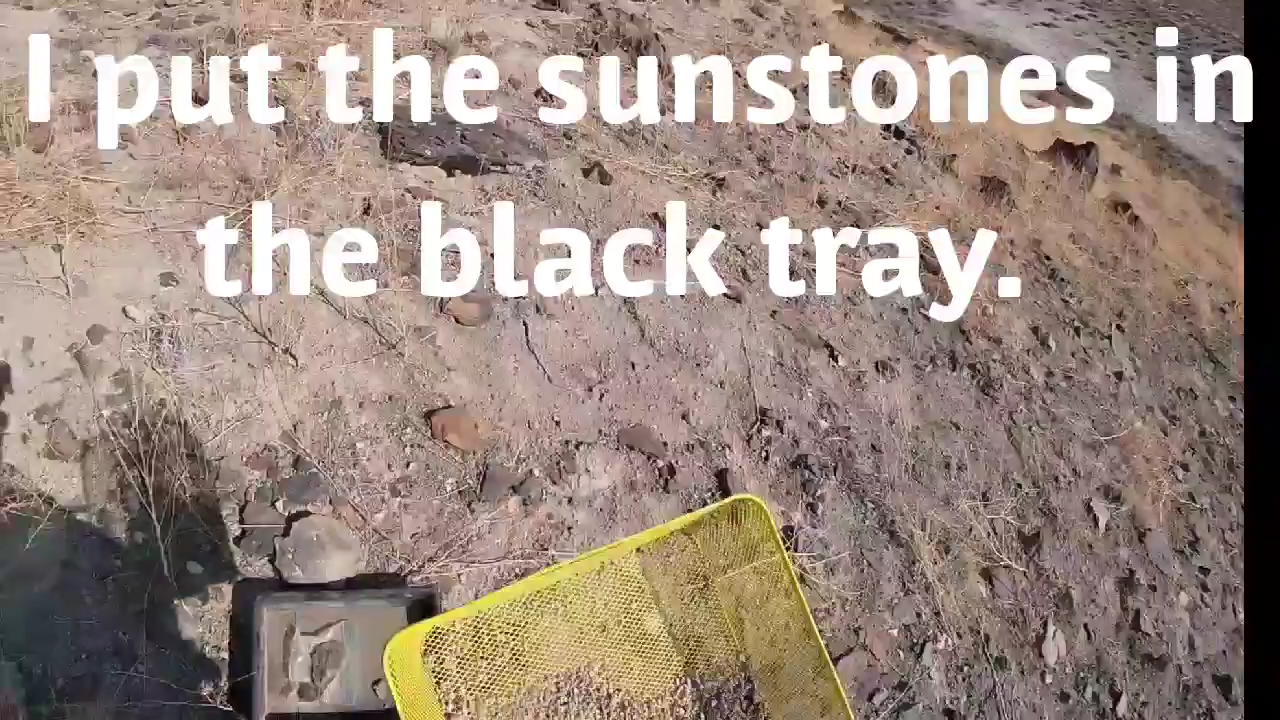 I put the sunstones in
the black tray.